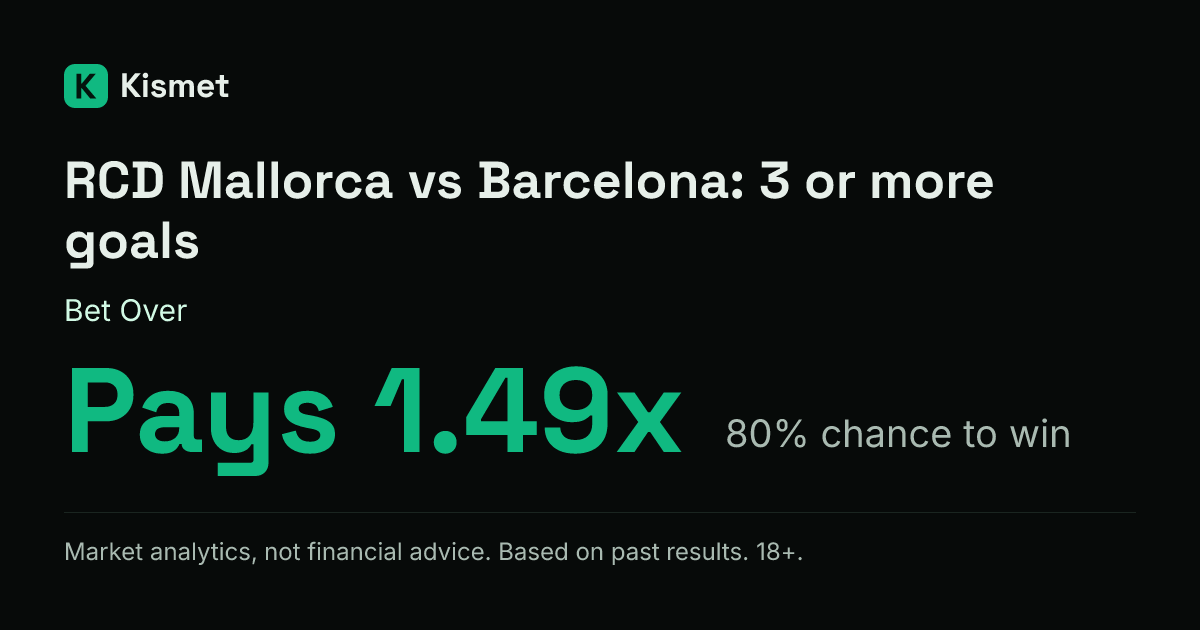 K Kismet
RCD Mallorca vs Barcelona: 3 or more
goals
Bet Over
Pays 1.49x 80% chance to win
Market analytics, not financial advice. Based on past results. 18+.